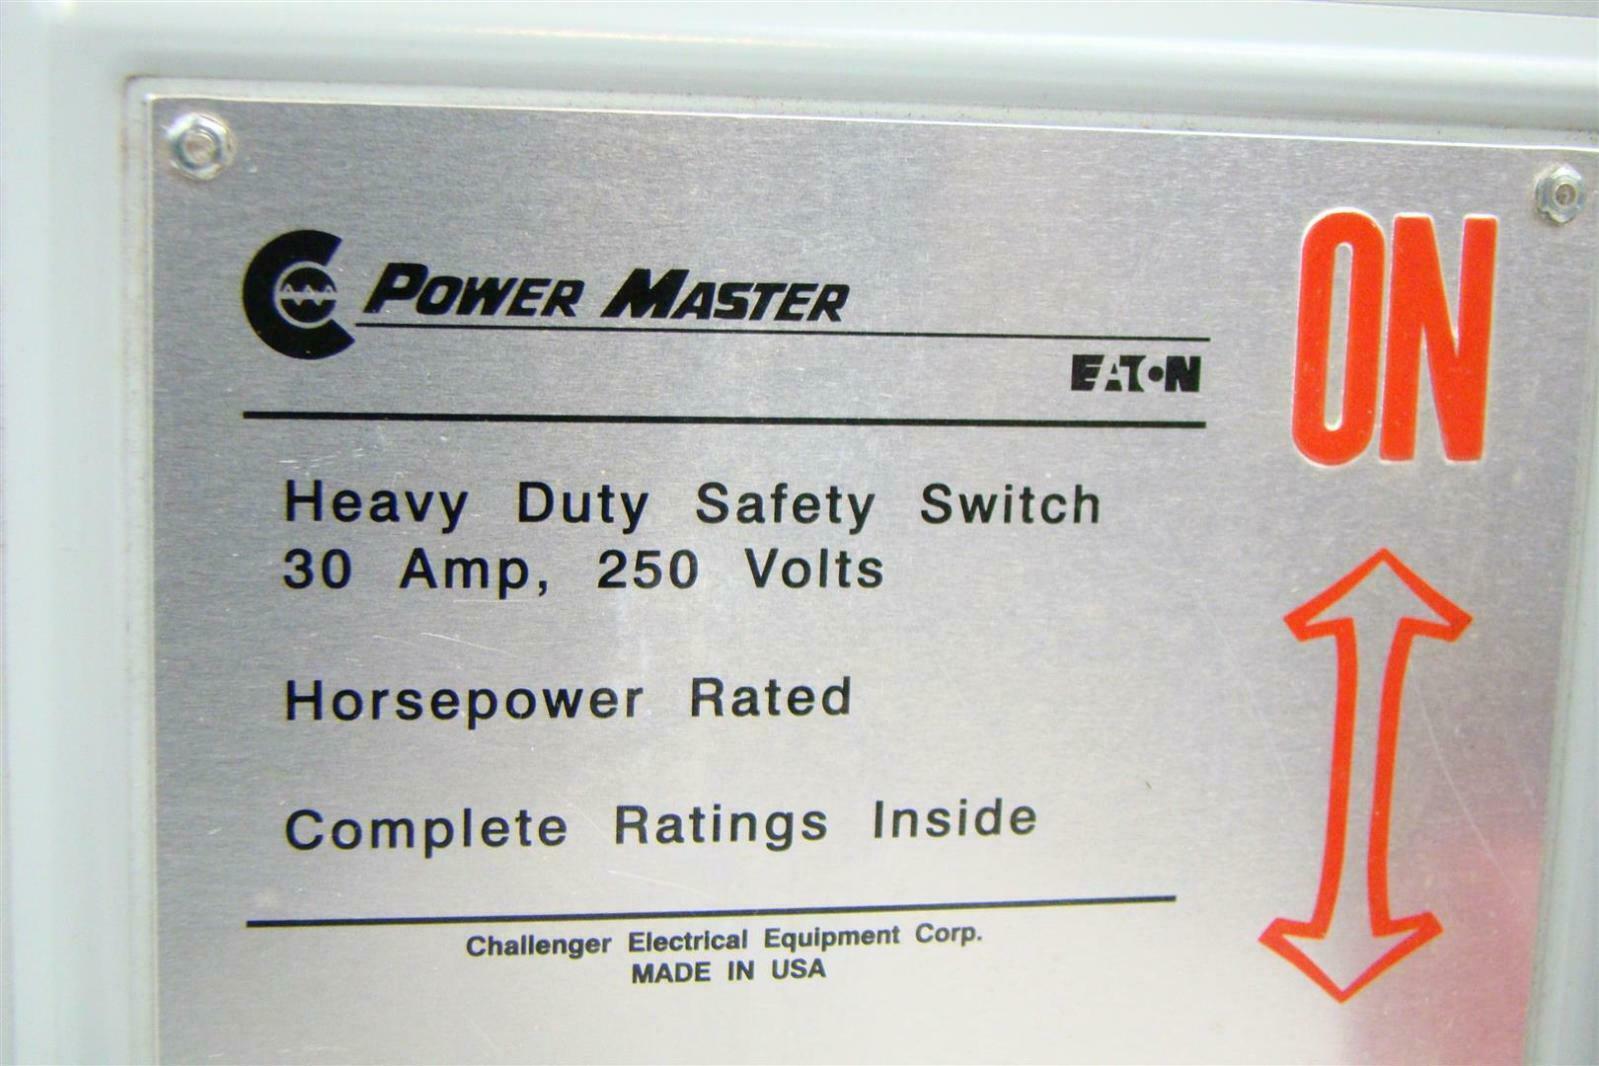 POWER MASTER
EATON
ON
Heavy Duty Safety Switch
30 Amp, 250 Volts
Horsepower Rated
Complete Ratings Inside
Challenger Electrical Equipment Corp.
MADE IN USA